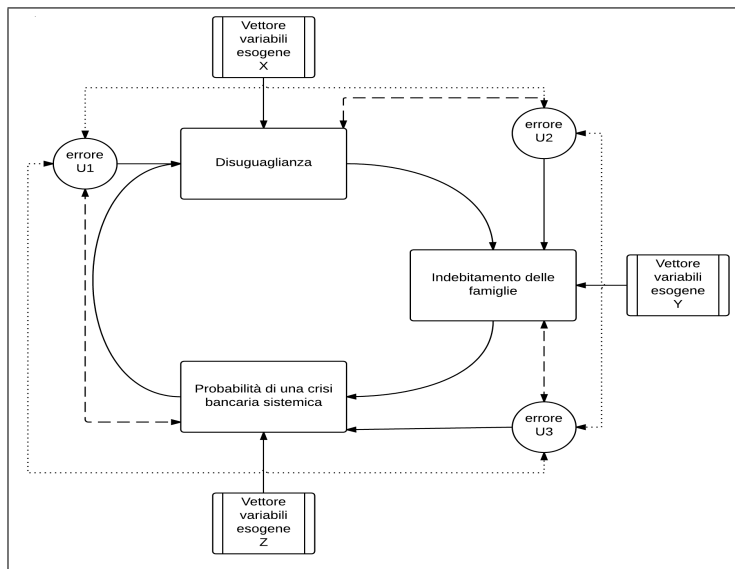 Vettore
variabili
esogene
X
errore
U2
errore
U1
Disuguaglianza
Indebitamento delle
famiglie
Vettore
variabili
esogene
Y
Probabilità di una crisi
bancaria sistemica
errore
U3
Vettore
variabili
esogene
Z